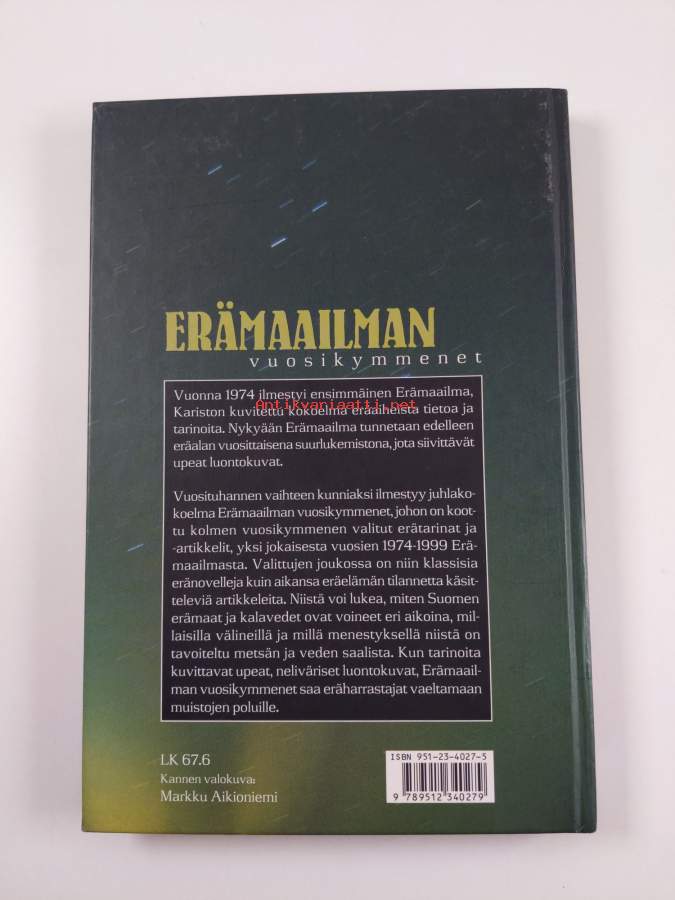 ERÄMAAILMAN
vuosikymmenet
Vuonna 1974 ilmestyi ensimmäinen Erämaailma,
Kariston kuvitettu kokoelma eräaiheista tietoa ja
Antikvariaatti.net
tarinoita. Nykyään Erämaailma tunnetaan edelleen
eräalan vuosittaisena suurlukemistona, jota siivittävät
upeat luontokuvat.
Vuosituhannen vaihteen kunniaksi ilmestyy juhlako-
koelma Erämaailman vuosikymmenet, johon on koot-
tu kolmen vuosikymmenen valitut erätarinat ja
-artikkelit, yksi jokaisesta vuosien 1974-1999 Erä-
maailmasta. Valittujen joukossa on niin klassisia
eränovelleja kuin aikansa eräelämän tilannetta käsit-
televiä artikkeleita. Niistä voi lukea, miten Suomen
erämaat ja kalavedet ovat voineet eri aikoina, mil-
laisilla välineillä ja millä menestyksellä niistä on
tavoiteltu metsän ja veden saalista. Kun tarinoita
kuvittavat upeat, neliväriset luontokuvat, Erämaail-
man vuosikymmenet saa eräharrastajat vaeltamaan
muistojen poluille.
LK 67.6
Kannen valokuva:
Markku Aikioniemi
ISBN 951-23-4027-5
9 789512 340279